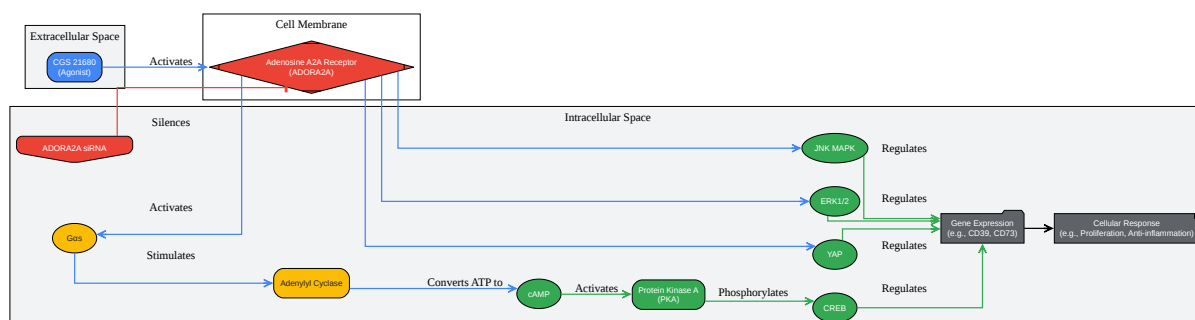 Cell Membrane
Extracellular Space
CGS 21680
(Agonist)
Activates
Adenosine A2A Receptor
(ADORA2A)
Intracellular Space
Silences
ADORA2A siRNA
JNK MAPK
Regulates
ERK1/2
Regulates
Activates
Gαs
Stimulates
YAP
Regulates
Gene Expression
(e.g., CD39, CD73)
Cellular Response
(e.g., Proliferation, Anti-inflammation)
Adenylyl Cyclase
Converts ATP to
cAMP
Activates
Protein Kinase A
(PKA)
Phosphorylates
CREB
Regulates